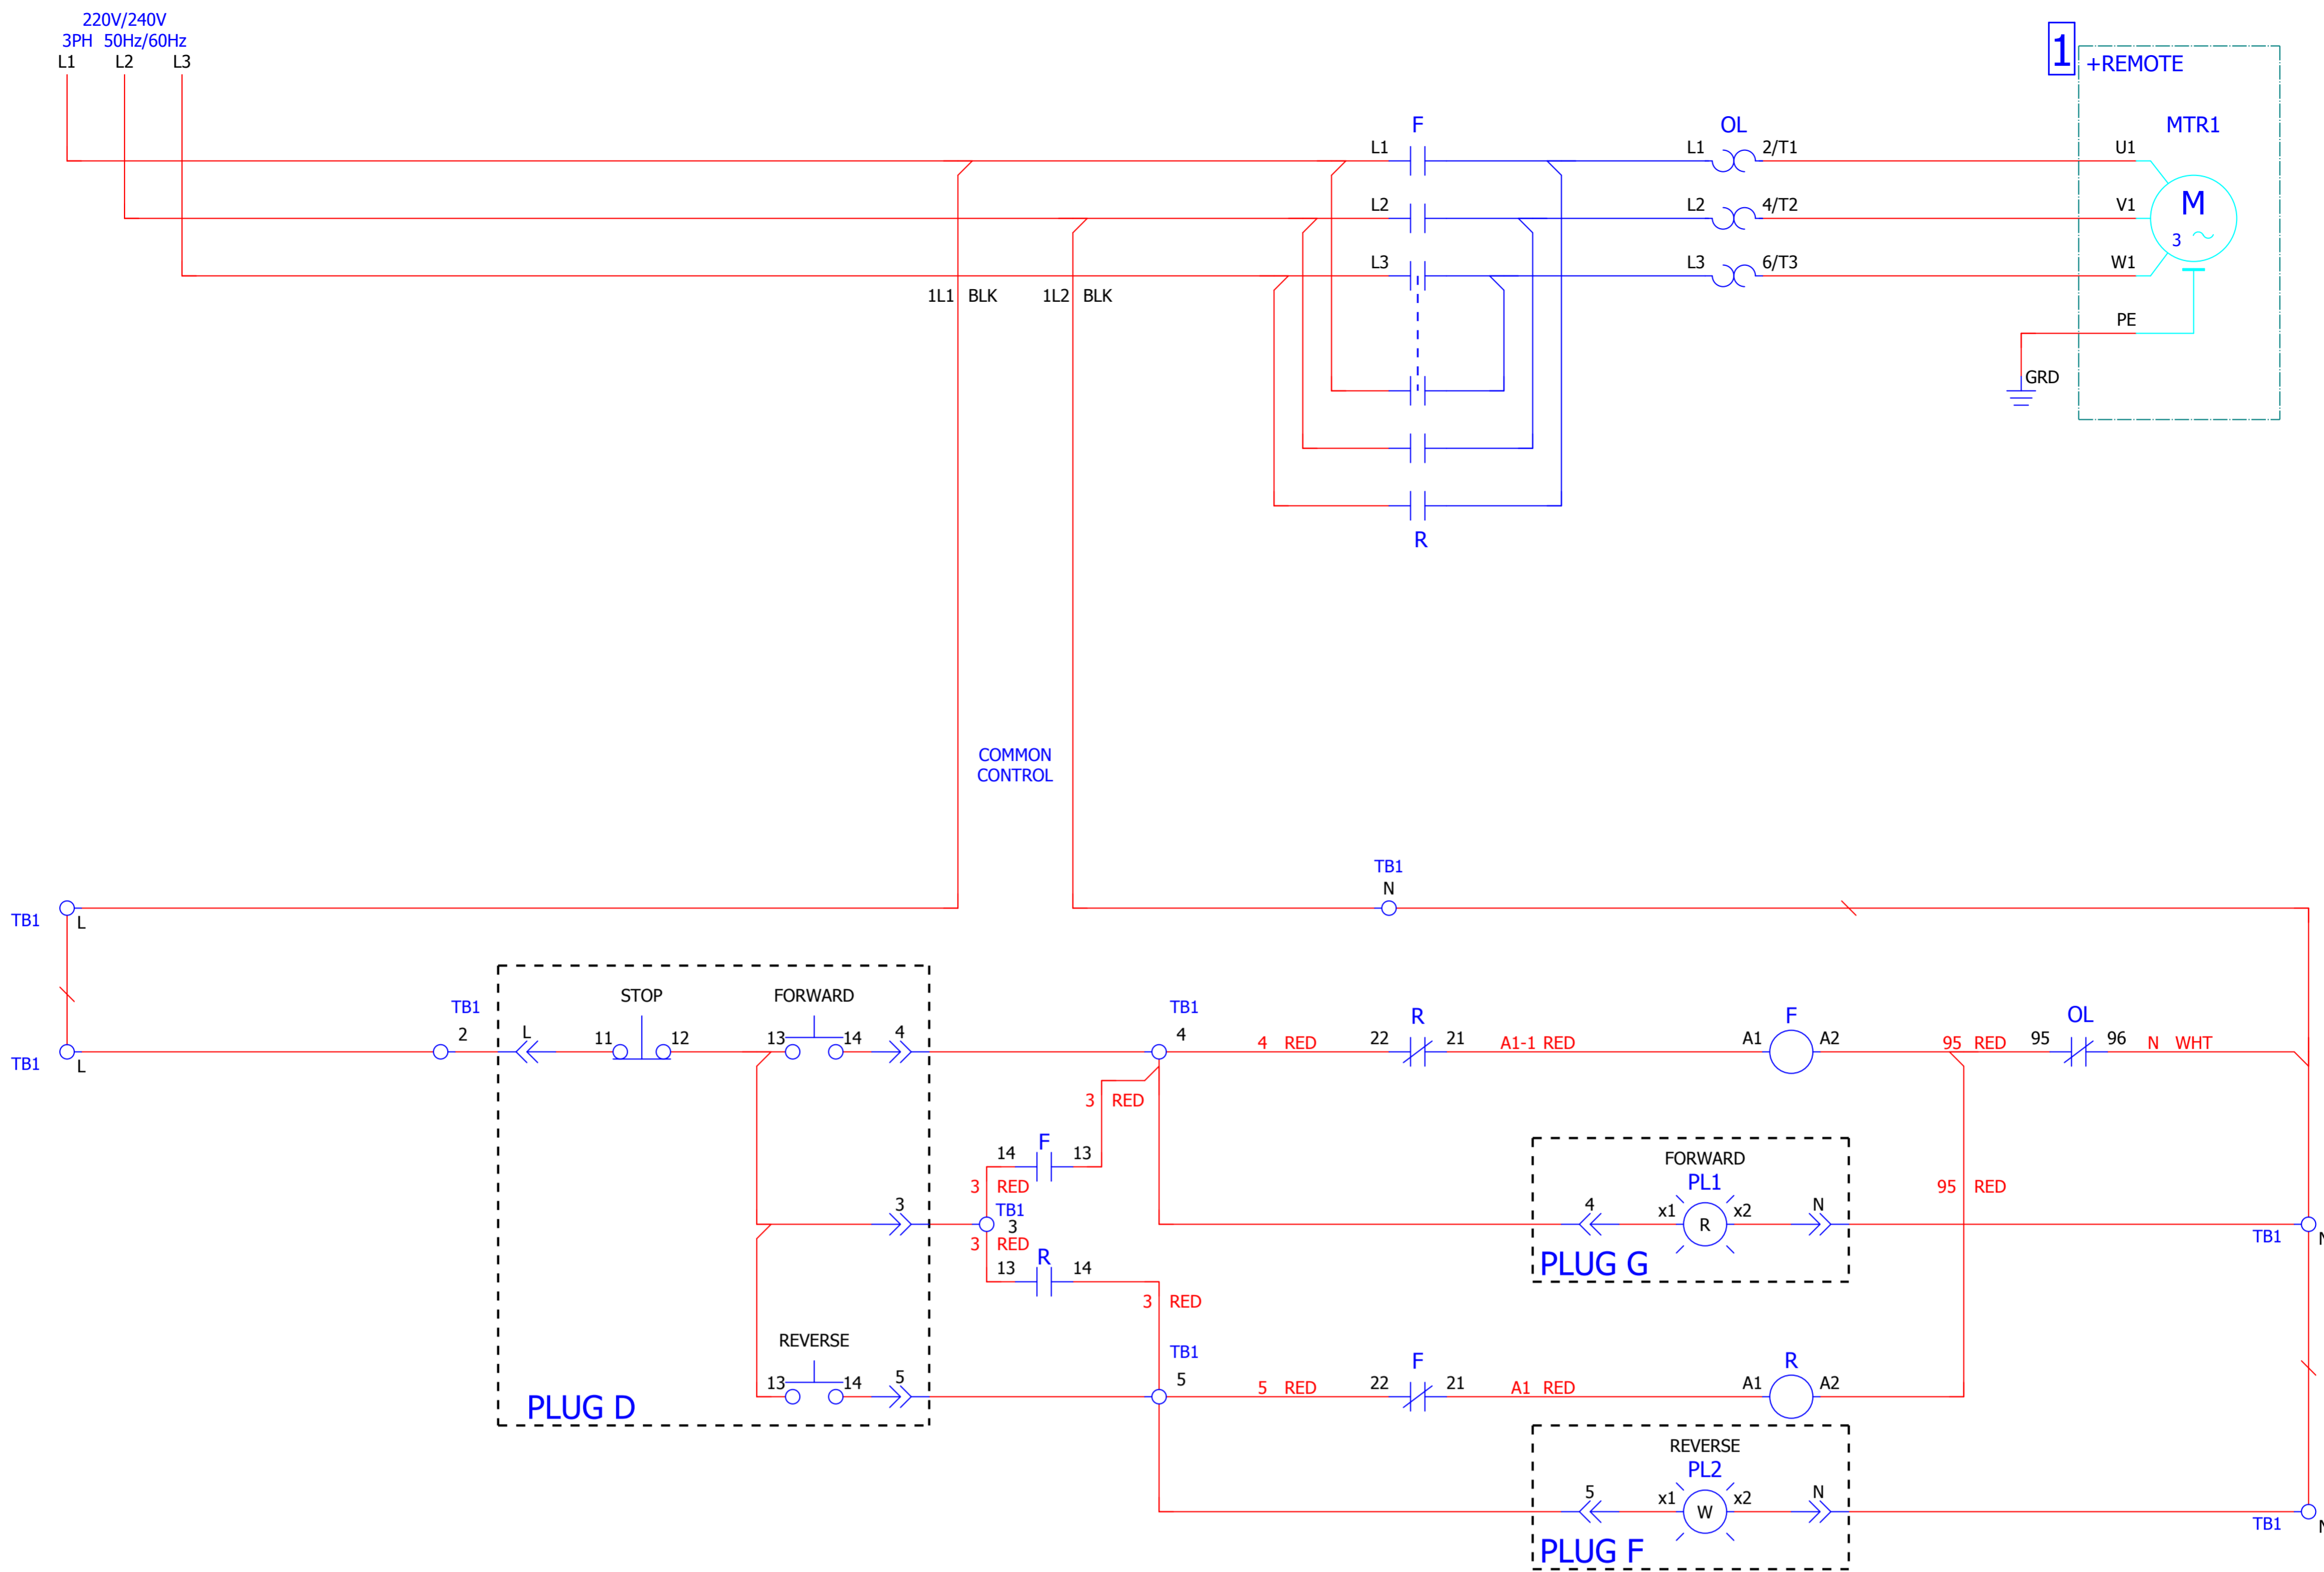 220V/240V
3PH 50Hz/60Hz
L1 L2 L3
1
+REMOTE
F
OL
MTR1
L1
L1
2/T1
U1
L2
L2
4/T2
V1
M
3
L3
L3
6/T3
W1
1L1 BLK
1L2 BLK
PE
GRD
R
COMMON
CONTROL
TB1
N
TB1
L
STOP
FORWARD
TB1
2
L
11
12
13
14
4
TB1
4
4 RED
R
22
21
A1-1 RED
F
A1
A2
95 RED
OL
95
96
N WHT
TB1
L
3 RED
F
14
13
3 RED
TB1
3
3
3 RED
R
13
14
3 RED
FORWARD
PL1
4
x1
R
x2
N
PLUG G
95 RED
TB1
N
REVERSE
13
14
5
PLUG D
TB1
5
5 RED
F
22
21
A1 RED
R
A1
A2
REVERSE
PL2
5
x1
W
x2
N
PLUG F
TB1
N